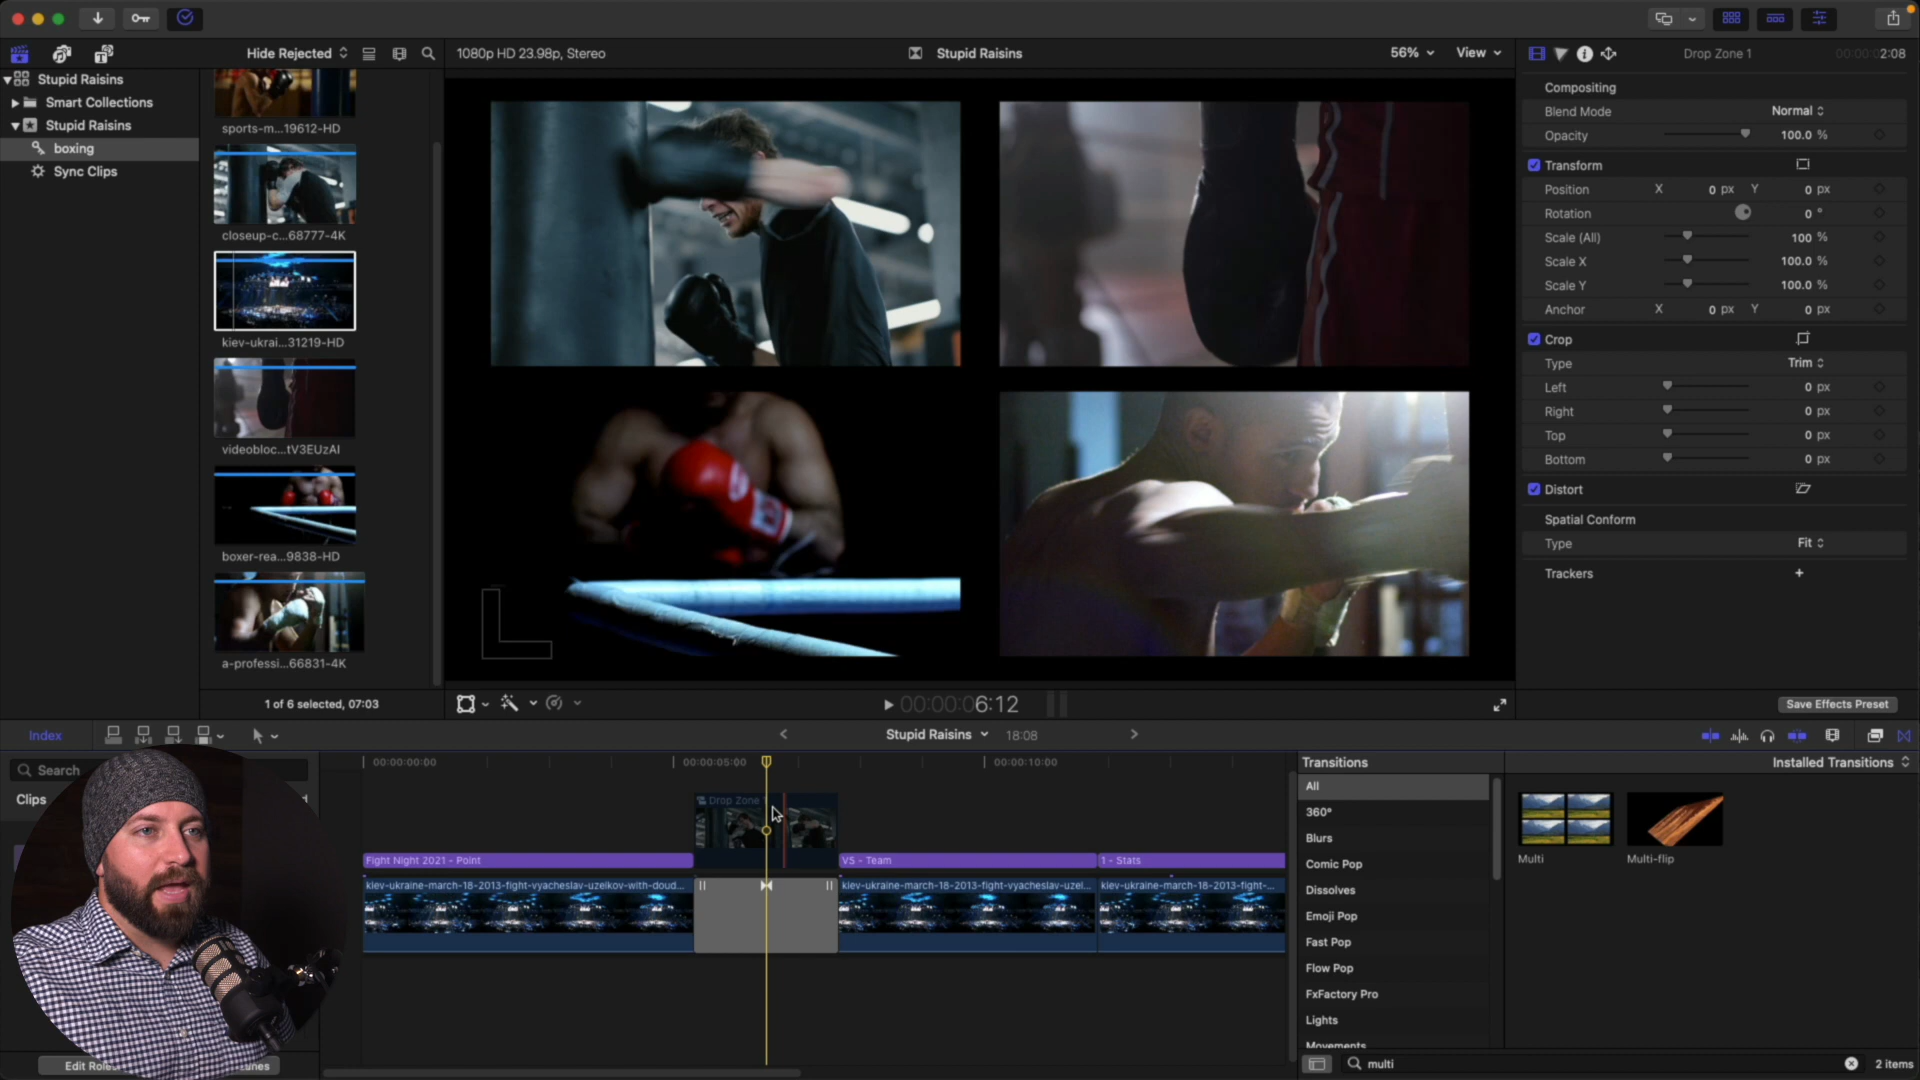 Hide Rejected
1080p HD 23.98p, Stereo
Stupid Raisins
56%
View
Drop Zone 1
00:00:02:08
Stupid Raisins
Smart Collections
Stupid Raisins
boxing
Sync Clips
sports-m...19612-HD
closeup-c...68777-4K
kiev-ukrai...31219-HD
videobloc...tV3EUzAI
boxer-rea...9838-HD
a-professi...66831-4K
1 of 6 selected, 07:03
00:00:06:12
Compositing
Blend Mode Normal
Opacity 100.0 %
Transform
Position X 0 px Y 0 px
Rotation 0 °
Scale (All) 100 %
Scale X 100.0 %
Scale Y 100.0 %
Anchor X 0 px Y 0 px
Crop
Type Trim
Left 0 px
Right 0 px
Top 0 px
Bottom 0 px
Distort
Spatial Conform
Type Fit
Trackers +
Save Effects Preset
Index
Stupid Raisins 18:08
Search
Clips
00:00:00:00
00:00:05:00
00:00:10:00
Drop Zone 1
Fight Night 2021 - Point
VS - Team
1 - Stats
kiev-ukraine-march-18-2013-fight-vyacheslav-uzelkov-with-doud...
kiev-ukraine-march-18-2013-fight-vyacheslav-uzel...
kiev-ukraine-march-18-2013-fight-...
Edit Roles
Transitions
Installed Transitions
All
360°
Blurs
Comic Pop
Dissolves
Emoji Pop
Fast Pop
Flow Pop
FxFactory Pro
Lights
Movements
Multi
Multi-flip
multi
2 items